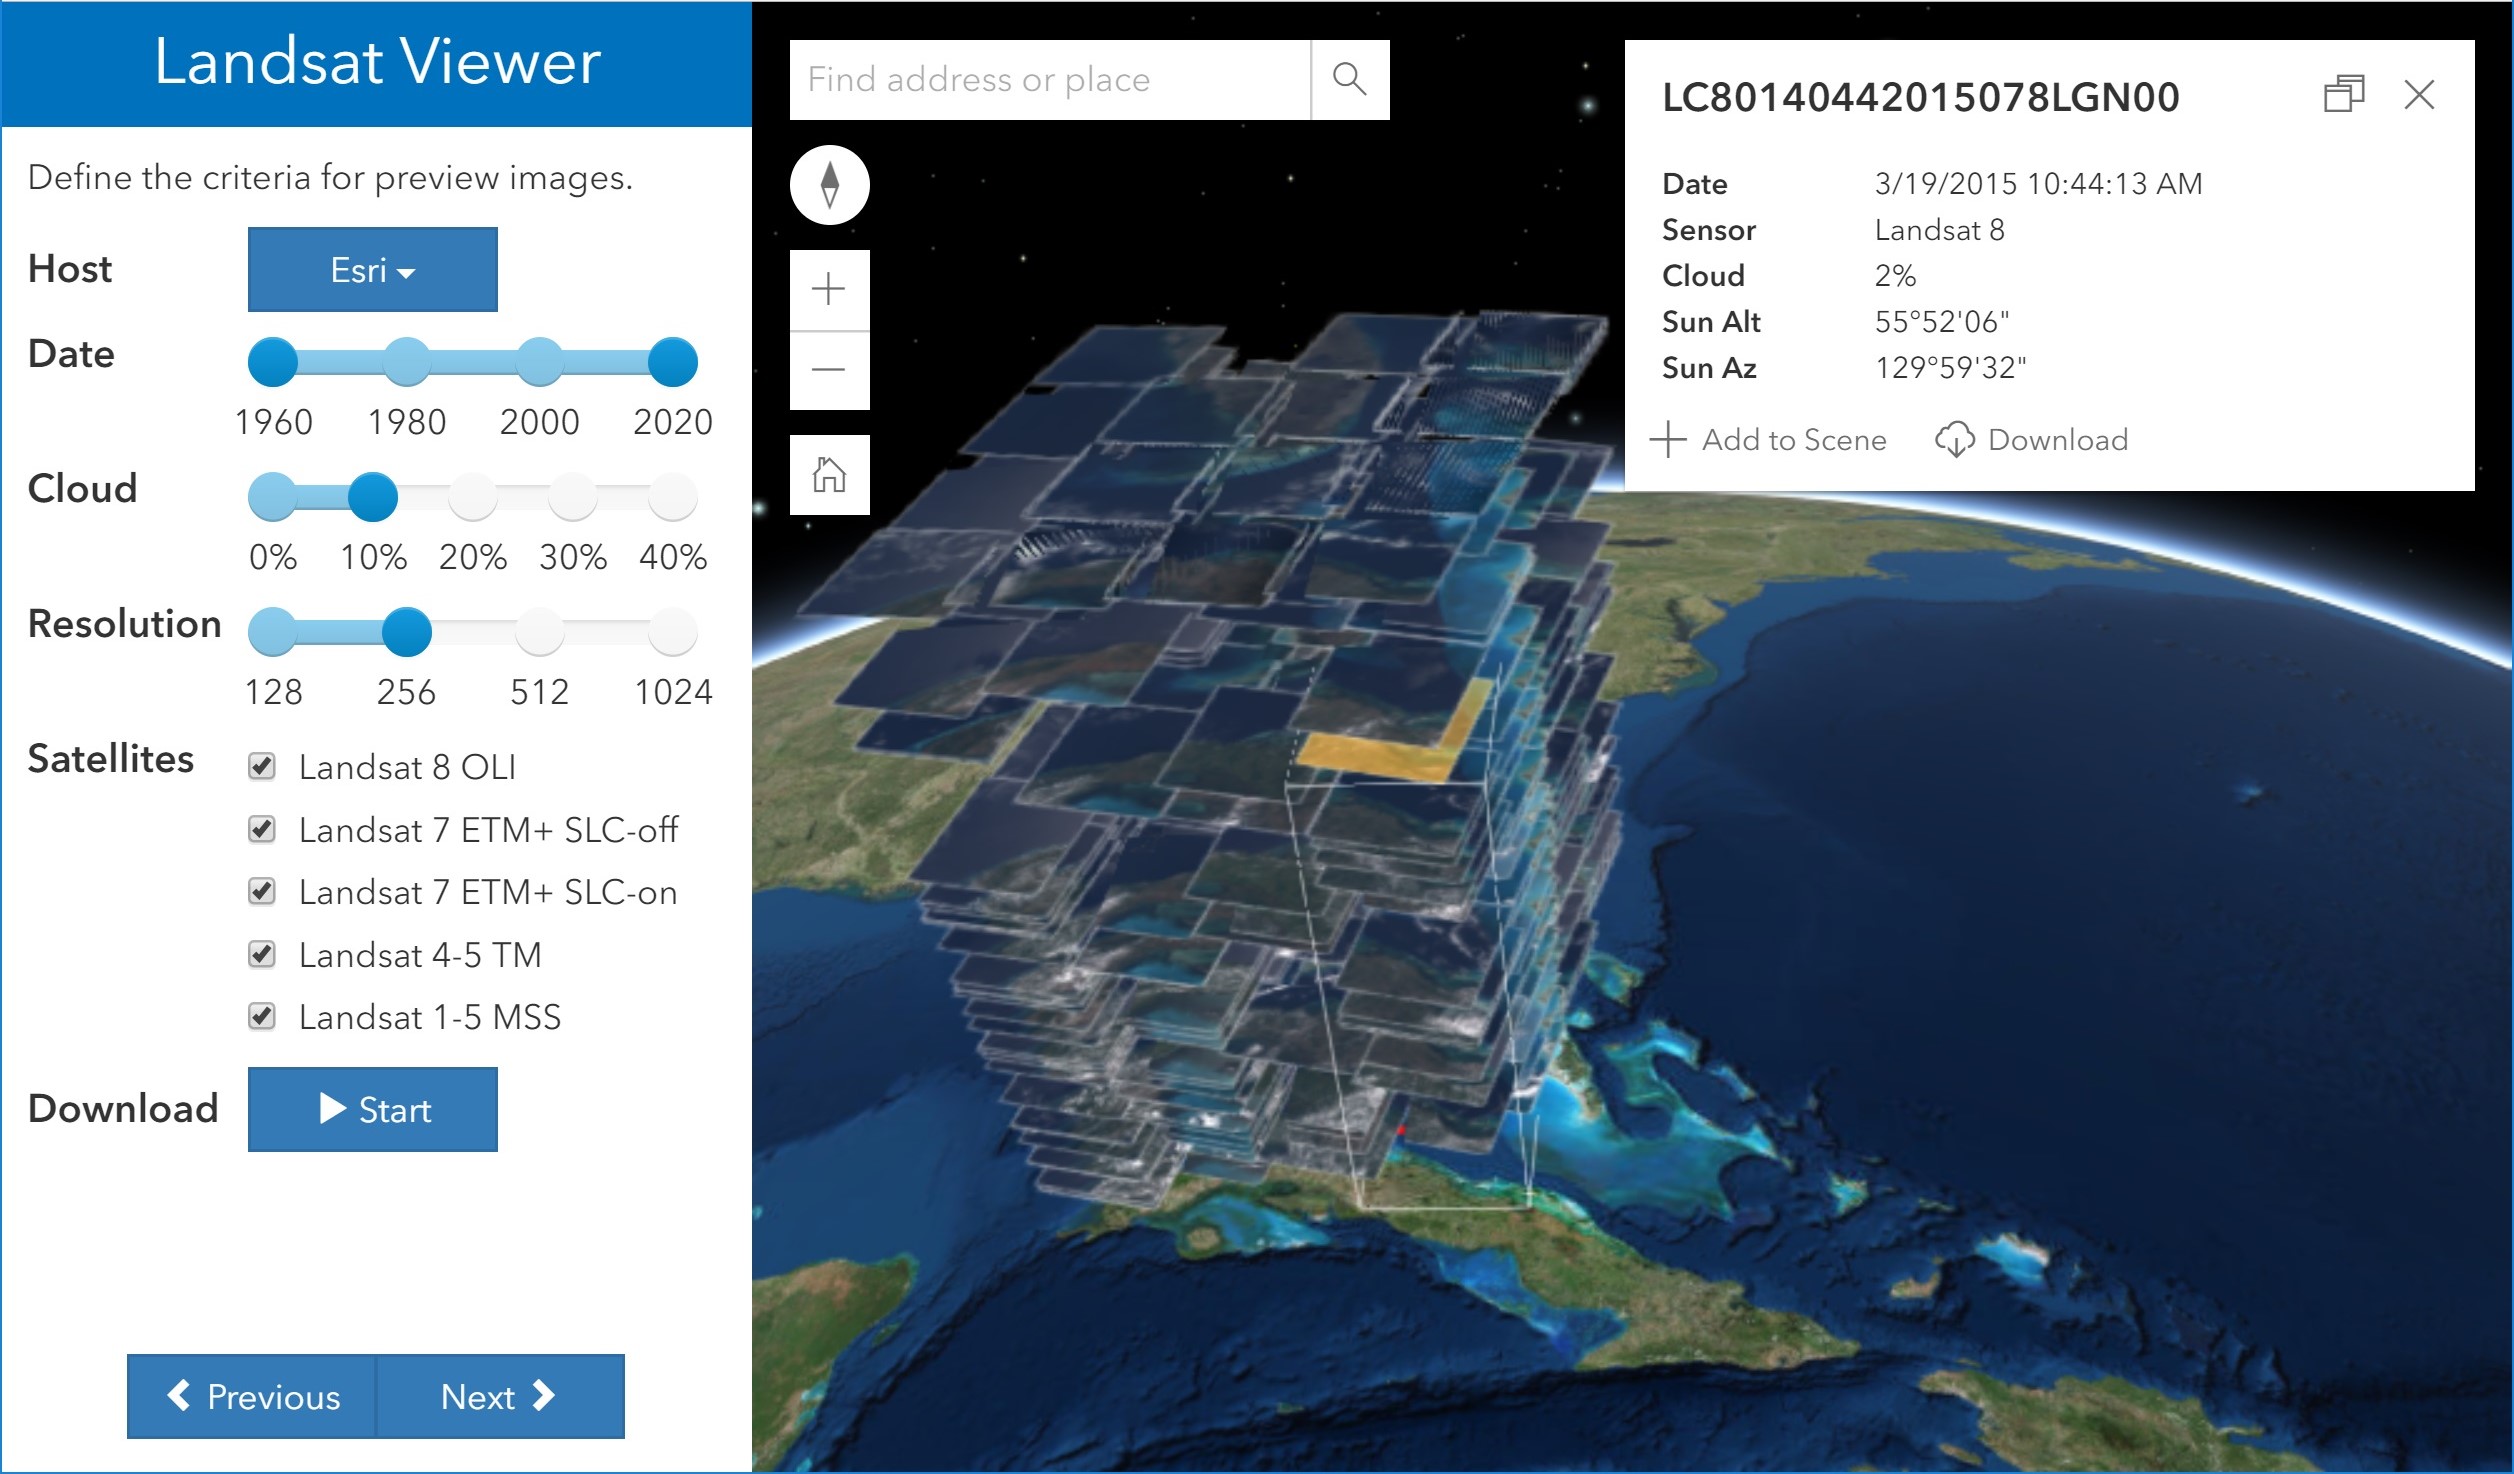 Landsat Viewer
Define the criteria for preview images.
Host
Esri
Date
1960 1980 2000 2020
Cloud
0% 10% 20% 30% 40%
Resolution
128 256 512 1024
Satellites
Landsat 8 OLI
Landsat 7 ETM+ SLC-off
Landsat 7 ETM+ SLC-on
Landsat 4-5 TM
Landsat 1-5 MSS
Download
Start
Previous
Next
Find address or place
LC80140442015078LGN00
Date 3/19/2015 10:44:13 AM
Sensor Landsat 8
Cloud 2%
Sun Alt 55°52'06"
Sun Az 129°59'32"
Add to Scene Download